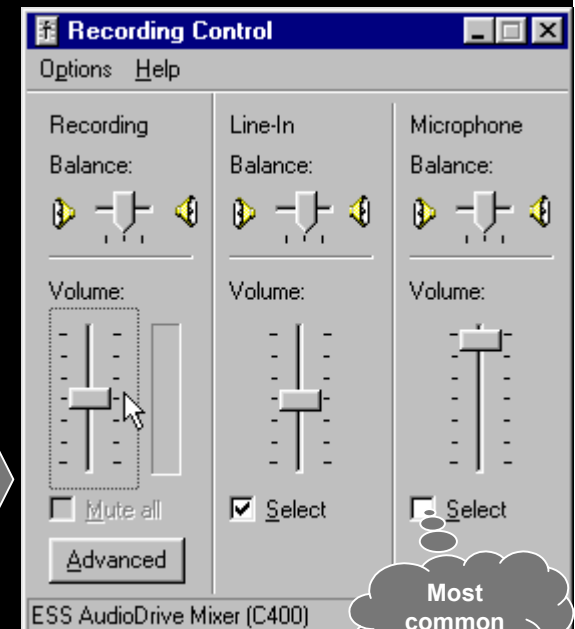 Recording Control
Options Help
Recording Line-In Microphone
Balance: Balance: Balance:
Volume: Volume: Volume:
Mute all Select Select
Advanced
ESS AudioDrive Mixer (C400)
Most
common